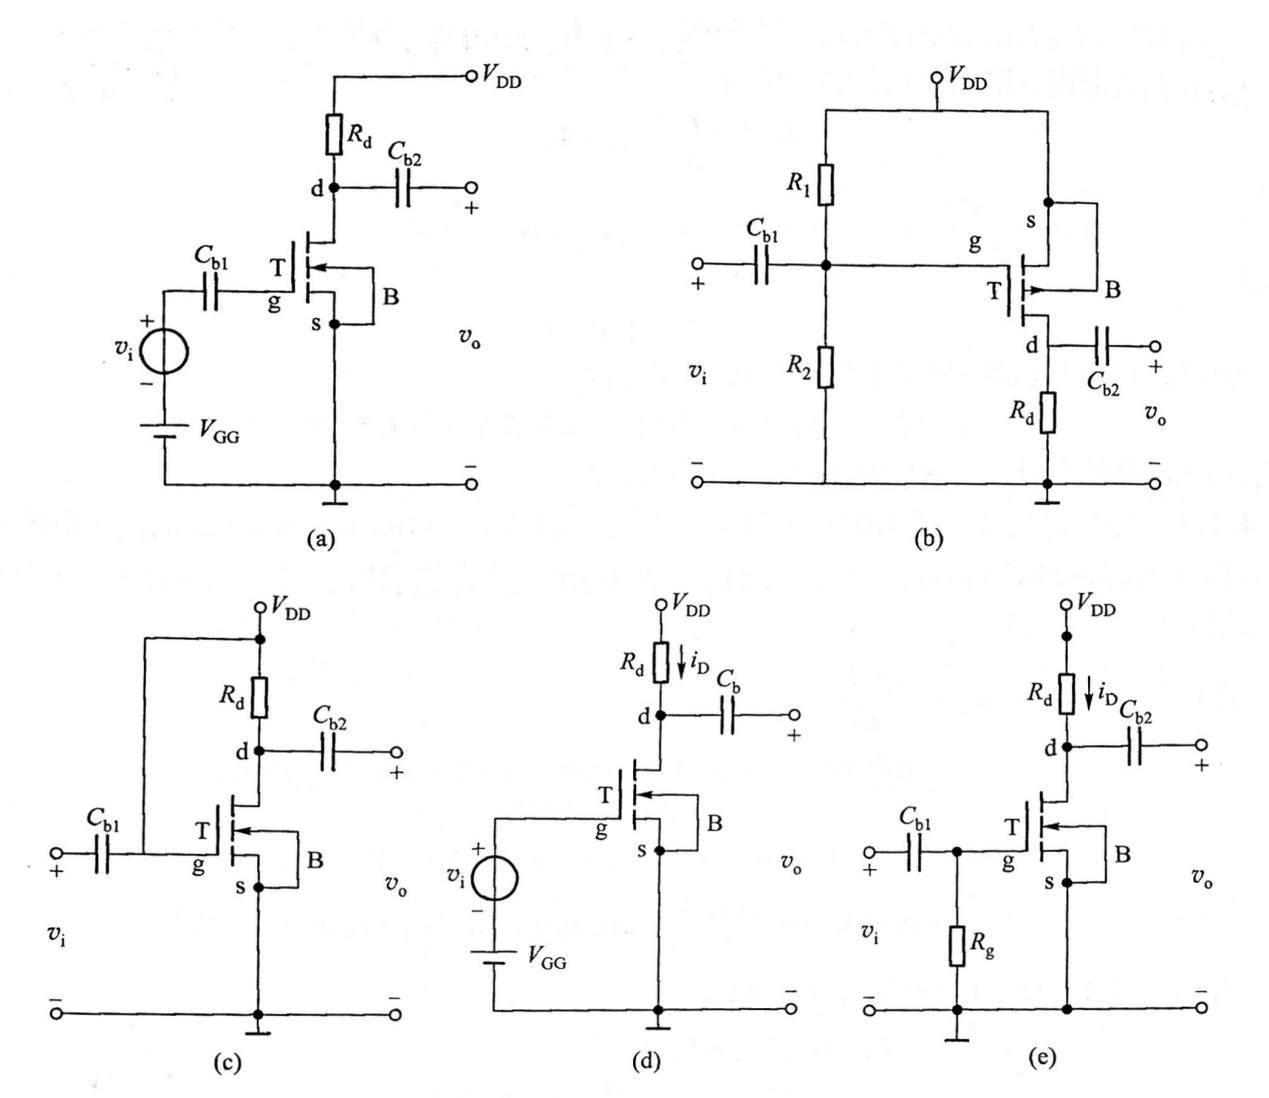 V_DD
R_d
C_b2
d
+
C_b1
T
B
g
s
+
v_i
−
v_o
V_GG
−
(a)
V_DD
R_1
s
C_b1
g
+
T
B
d
R_2
v_i
C_b2
+
R_d
v_o
−
−
(b)
V_DD
R_d
C_b2
d
+
C_b1
T
B
+
g
s
v_o
v_i
−
−
(c)
V_DD
R_d
i_D
C_b
d
+
T
B
g
s
+
v_i
−
v_o
V_GG
−
(d)
V_DD
R_d
i_D
C_b2
d
+
C_b1
T
B
+
g
s
v_o
v_i
R_g
−
−
(e)